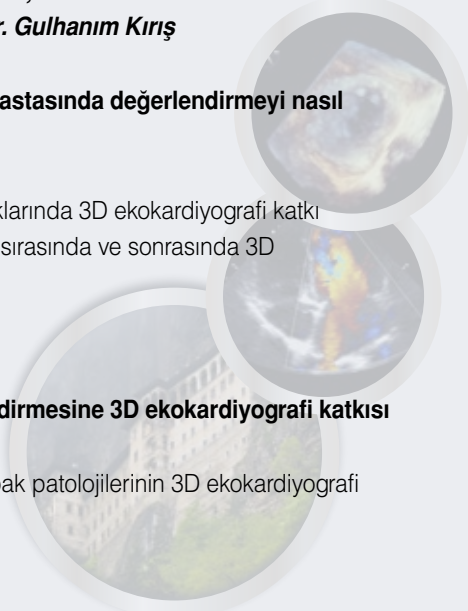 r. Gulhanım Kırış
astasında değerlendirmeyi nasıl
klarında 3D ekokardiyografi katkı
sırasında ve sonrasında 3D
dirmesine 3D ekokardiyografi katkısı
pak patolojilerinin 3D ekokardiyografi